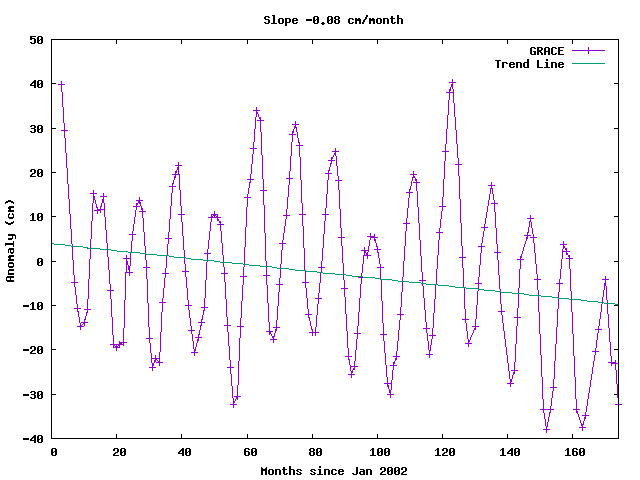 Slope -0.08 cm/month
50
40
30
20
10
0
-10
-20
-30
-40
Anomaly (cm)
GRACE
Trend Line
0 20 40 60 80 100 120 140 160
Months since Jan 2002